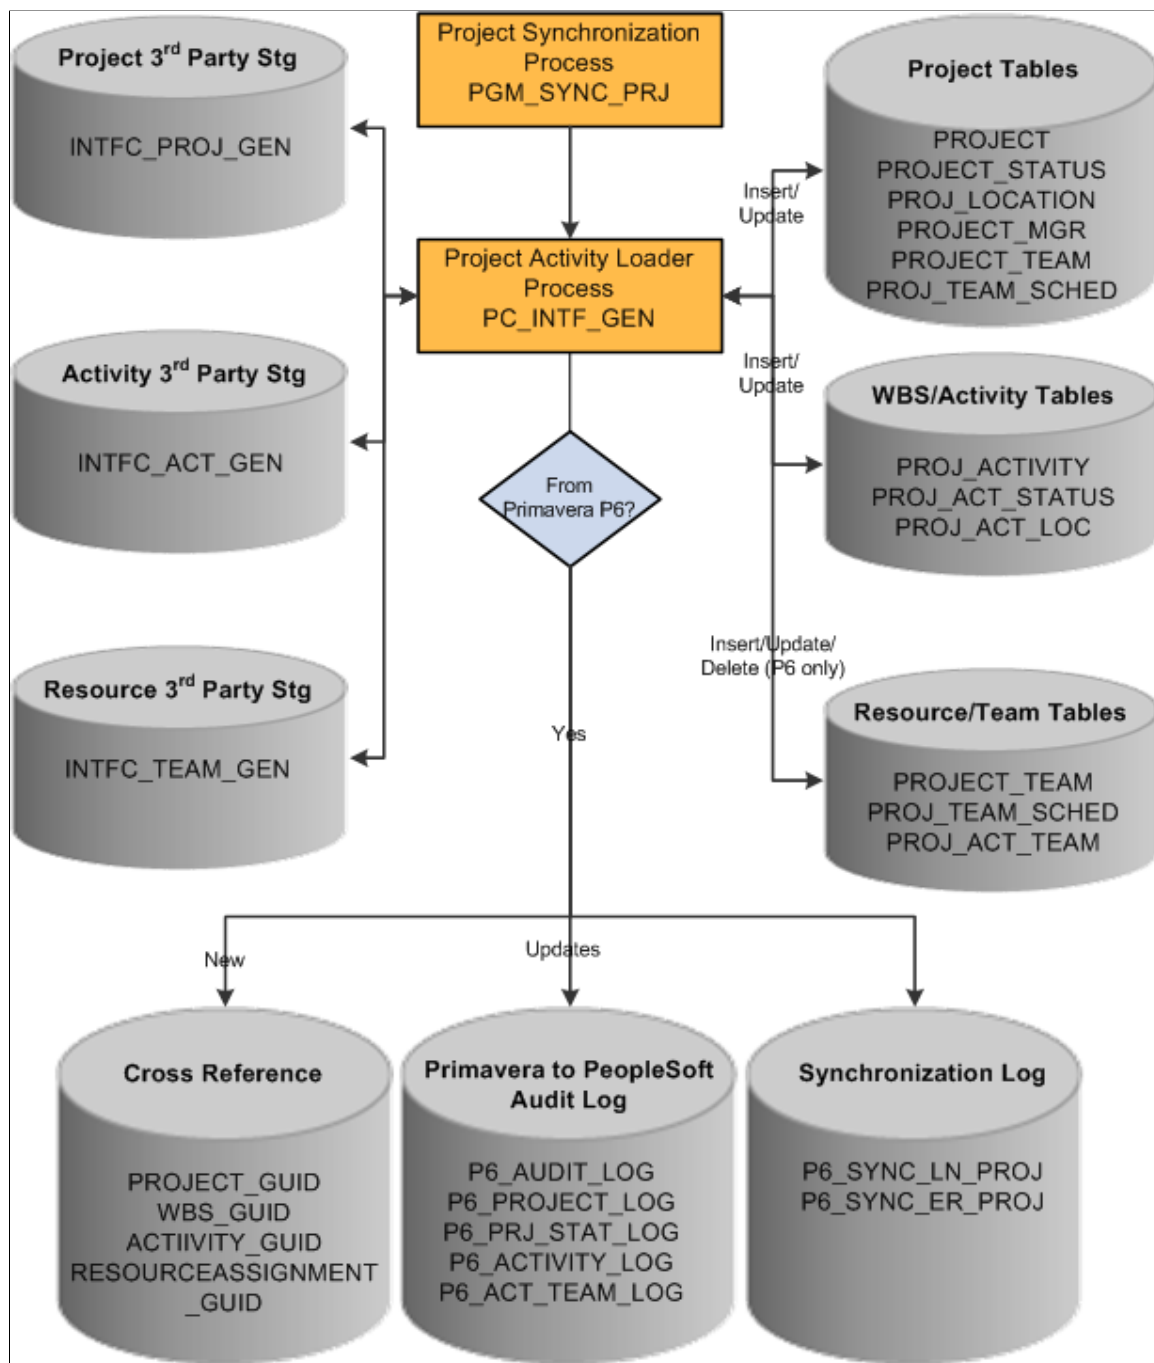 Project 3rd Party Stg
INTFC_PROJ_GEN
Project Synchronization
Process
PGM_SYNC_PRJ
Project Tables
PROJECT
PROJECT_STATUS
PROJ_LOCATION
PROJECT_MGR
PROJECT_TEAM
PROJ_TEAM_SCHED
Insert/
Update
Project Activity Loader
Process
PC_INTF_GEN
Activity 3rd Party Stg
INTFC_ACT_GEN
Insert/
Update
WBS/Activity Tables
PROJ_ACTIVITY
PROJ_ACT_STATUS
PROJ_ACT_LOC
From
Primavera P6?
Resource 3rd Party Stg
INTFC_TEAM_GEN
Insert/Update/
Delete (P6 only)
Resource/Team Tables
PROJECT_TEAM
PROJ_TEAM_SCHED
PROJ_ACT_TEAM
Yes
New
Updates
Cross Reference
PROJECT_GUID
WBS_GUID
ACTIIVITY_GUID
RESOURCEASSIGNMENT
_GUID
Primavera to PeopleSoft
Audit Log
P6_AUDIT_LOG
P6_PROJECT_LOG
P6_PRJ_STAT_LOG
P6_ACTIVITY_LOG
P6_ACT_TEAM_LOG
Synchronization Log
P6_SYNC_LN_PROJ
P6_SYNC_ER_PROJ